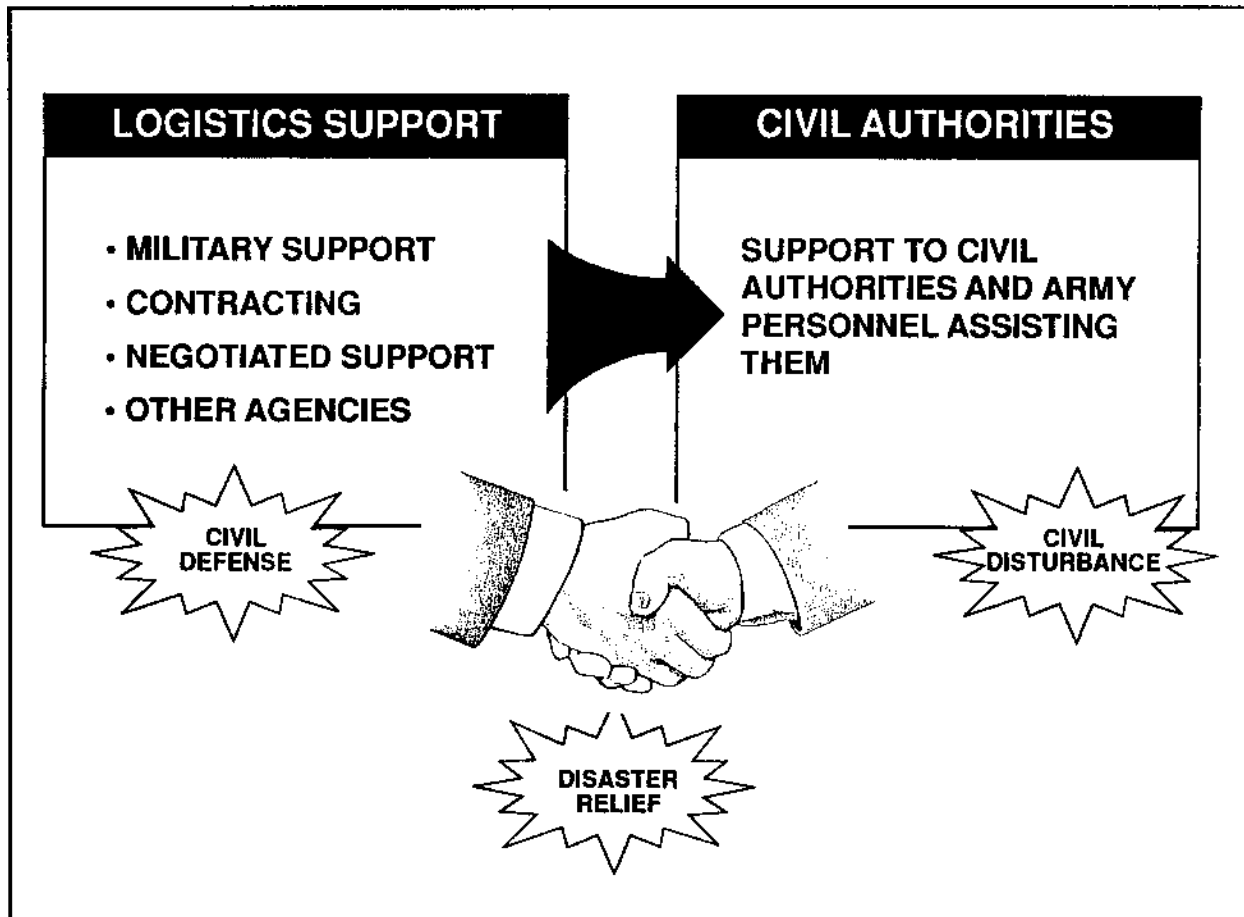 LOGISTICS SUPPORT
• MILITARY SUPPORT
• CONTRACTING
• NEGOTIATED SUPPORT
• OTHER AGENCIES
CIVIL AUTHORITIES
SUPPORT TO CIVIL
AUTHORITIES AND ARMY
PERSONNEL ASSISTING
THEM
CIVIL
DEFENSE
CIVIL
DISTURBANCE
DISASTER
RELIEF